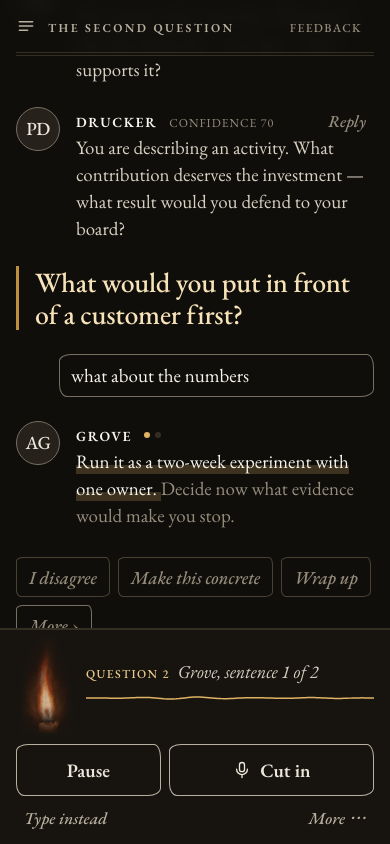 THE SECOND QUESTION FEEDBACK
supports it?
PD DRUCKER CONFIDENCE 70 Reply
You are describing an activity. What
contribution deserves the investment —
what result would you defend to your
board?
What would you put in front
of a customer first?
what about the numbers
AG GROVE
Run it as a two-week experiment with
one owner. Decide now what evidence
would make you stop.
I disagree Make this concrete Wrap up
More ›
QUESTION 2 Grove, sentence 1 of 2
Pause Cut in
Type instead More ···